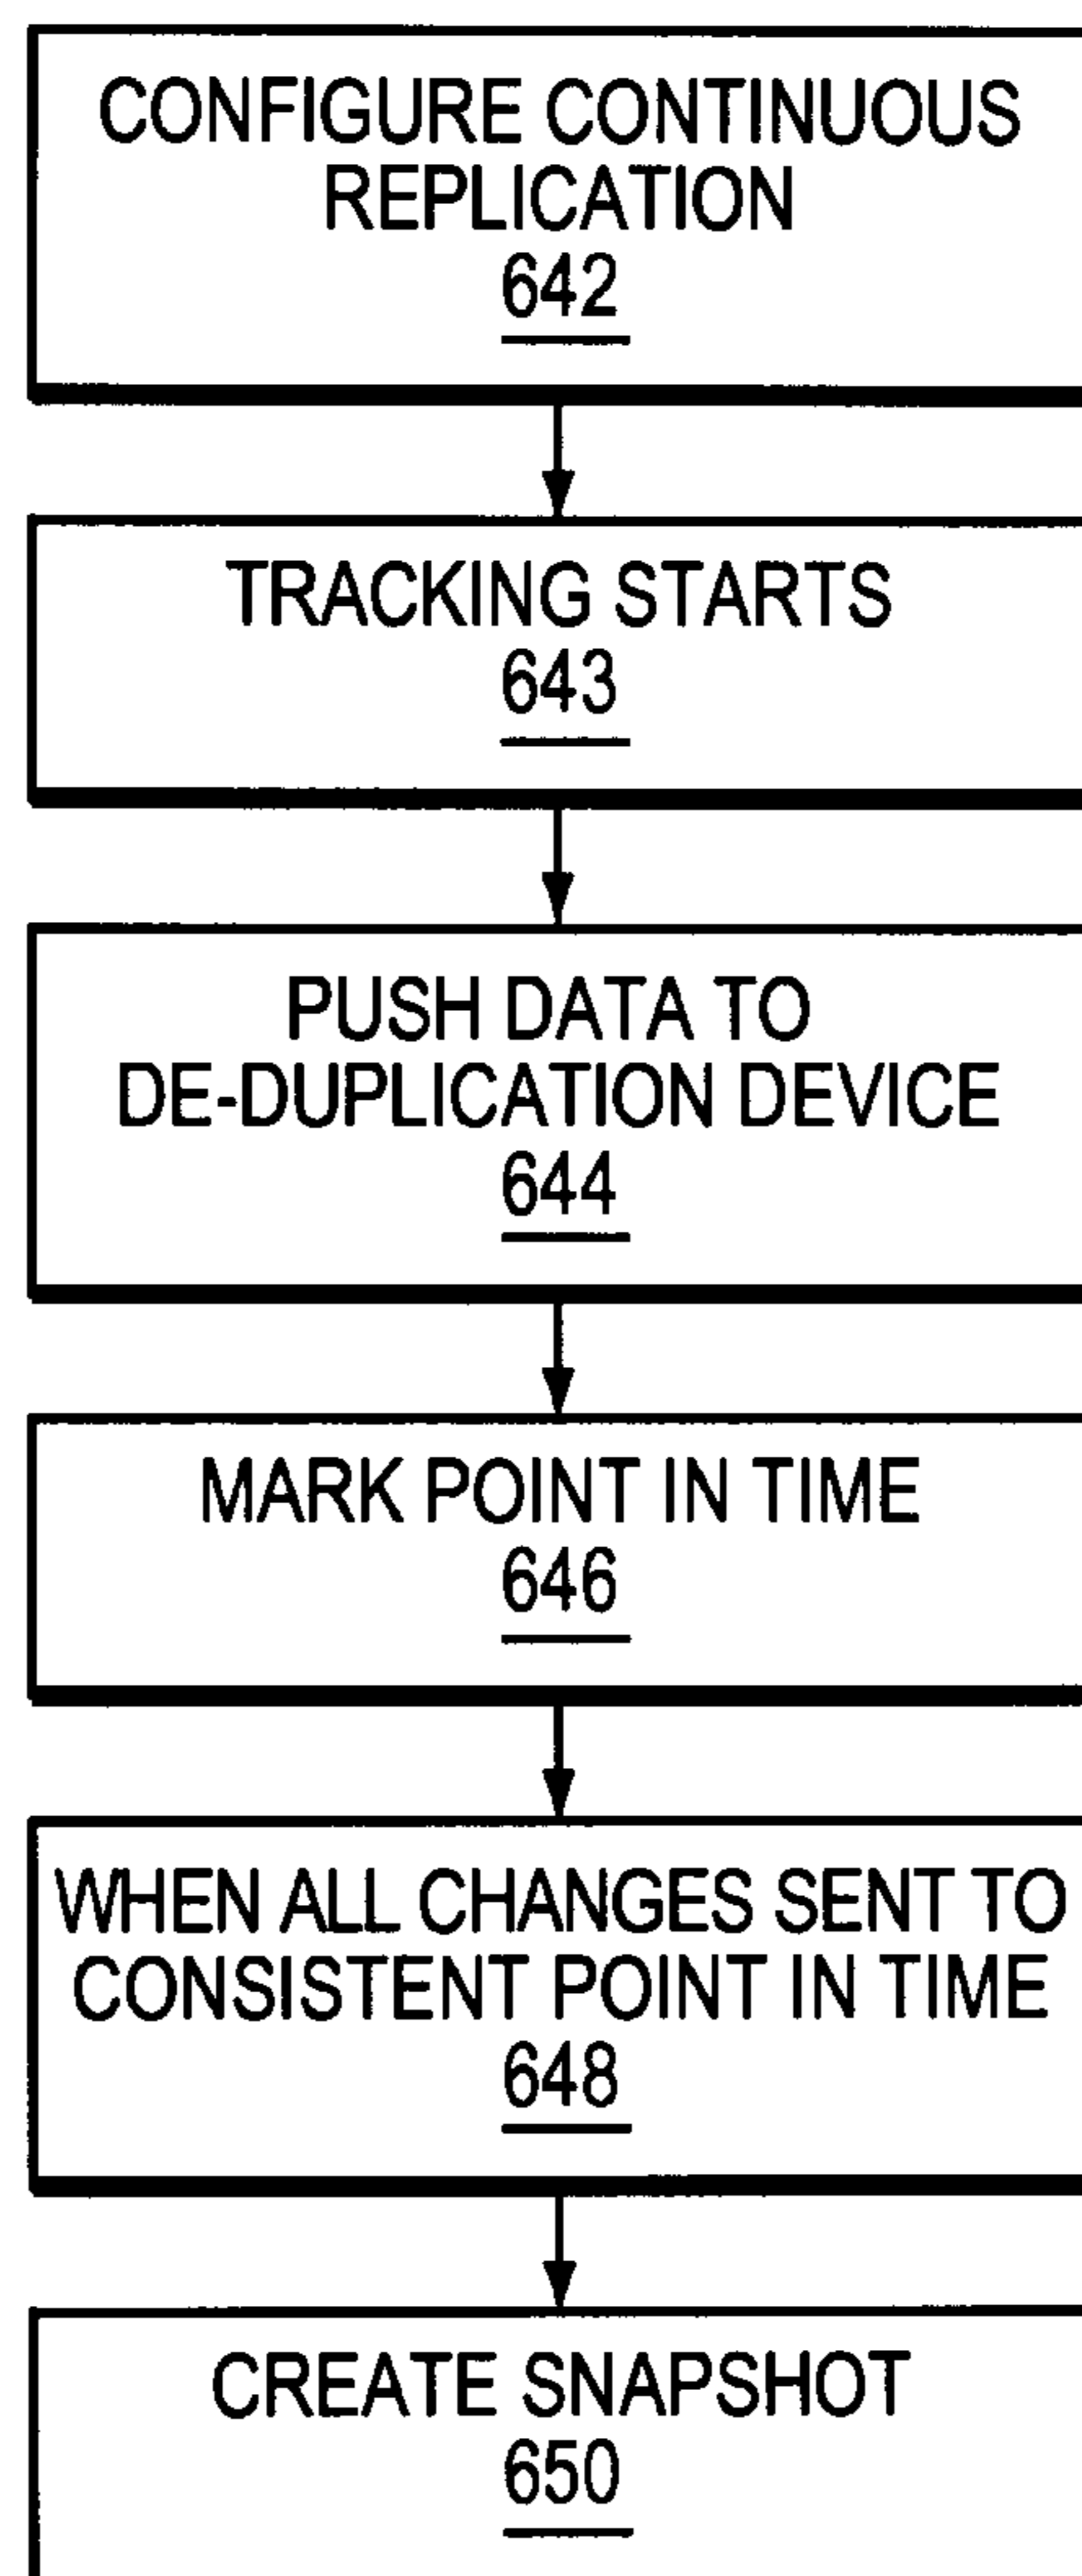 CONFIGURE CONTINUOUS
REPLICATION
642
TRACKING STARTS
643
PUSH DATA TO
DE-DUPLICATION DEVICE
644
MARK POINT IN TIME
646
WHEN ALL CHANGES SENT TO
CONSISTENT POINT IN TIME
648
CREATE SNAPSHOT
650